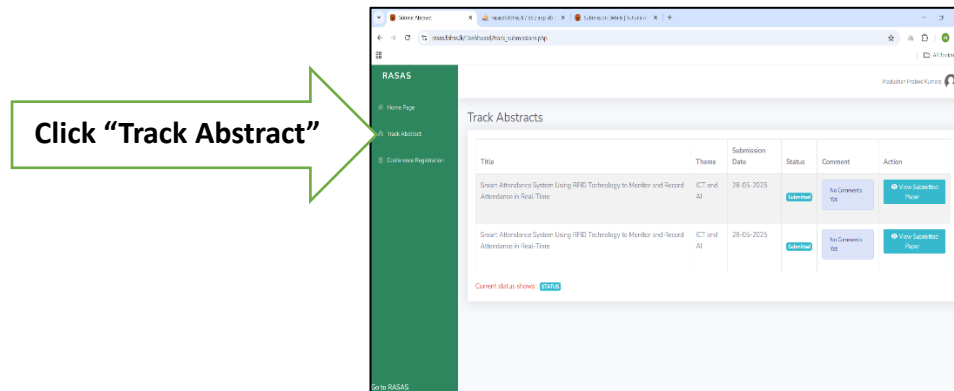 Click “Track Abstract”
Submit Abstract
Submission Details |
track_submissions.php
RASAS
Home Page
Track Abstract
Conference Registration
Go to RASAS
Track Abstracts
Title Theme Submission Date Status Comment Action
Smart Attendance System Using RFID Technology to Monitor and Record Attendance in Real-Time
ICT and AI
28-05-2025
Submitted
No Comments Yet
View Submitted Paper
Smart Attendance System Using RFID Technology to Monitor and Record Attendance in Real-Time
ICT and AI
28-05-2025
Submitted
No Comments Yet
View Submitted Paper
Current status shows : STATUS